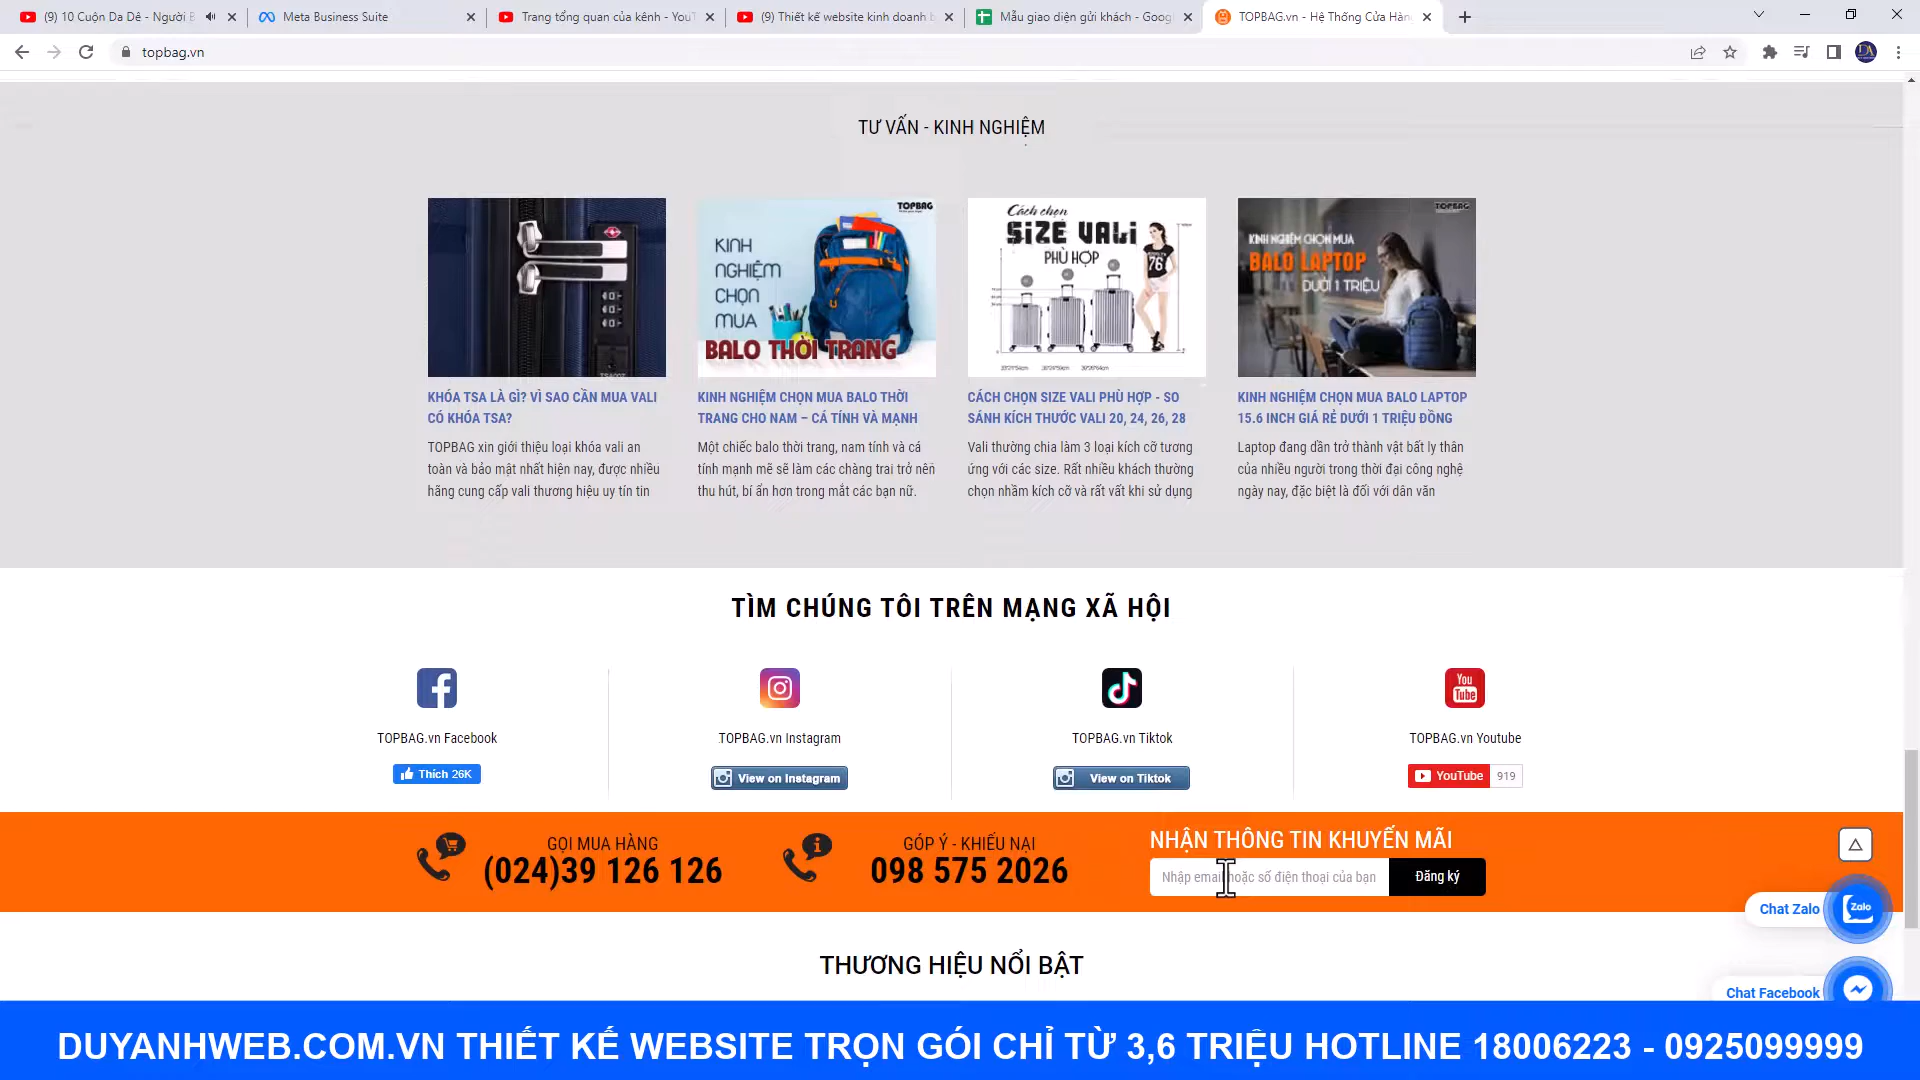 (9) 10 Cuộn Da Dê - Người B
Meta Business Suite
Trang tổng quan của kênh - YouT
(9) Thiết kế website kinh doanh b
Mẫu giao diện gửi khách - Goog
TOPBAG.vn - Hệ Thống Cửa Hàn
topbag.vn
TƯ VẤN - KINH NGHIỆM
TOPBAG
KINH
NGHIỆM
CHỌN
MUA
BALO THỜI TRANG
Cách chọn
SIZE VALI
PHÙ HỢP
76
TOPBAG
KINH NGHIỆM CHỌN MUA
BALO LAPTOP
DƯỚI 1 TRIỆU
KHÓA TSA LÀ GÌ? VÌ SAO CẦN MUA VALI
CÓ KHÓA TSA?
TOPBAG xin giới thiệu loại khóa vali an
toàn và bảo mật nhất hiện nay, được nhiều
hãng cung cấp vali thương hiệu uy tín tin
KINH NGHIỆM CHỌN MUA BALO THỜI
TRANG CHO NAM – CÁ TÍNH VÀ MẠNH
Một chiếc balo thời trang, nam tính và cá
tính mạnh mẽ sẽ làm các chàng trai trở nên
thu hút, bí ẩn hơn trong mắt các bạn nữ.
CÁCH CHỌN SIZE VALI PHÙ HỢP - SO
SÁNH KÍCH THƯỚC VALI 20, 24, 26, 28
Vali thường chia làm 3 loại kích cỡ tương
ứng với các size. Rất nhiều khách thường
chọn nhầm kích cỡ và rất vất khi sử dụng
KINH NGHIỆM CHỌN MUA BALO LAPTOP
15.6 INCH GIÁ RẺ DƯỚI 1 TRIỆU ĐỒNG
Laptop đang dần trở thành vật bất ly thân
của nhiều người trong thời đại công nghệ
ngày nay, đặc biệt là đối với dân văn
TÌM CHÚNG TÔI TRÊN MẠNG XÃ HỘI
You
Tube
TOPBAG.vn Facebook
TOPBAG.vn Instagram
TOPBAG.vn Tiktok
TOPBAG.vn Youtube
Thích 26K
View on Instagram
View on Tiktok
YouTube 919
GỌI MUA HÀNG
(024)39 126 126
GÓP Ý - KHIẾU NẠI
098 575 2026
NHẬN THÔNG TIN KHUYẾN MÃI
Nhập email hoặc số điện thoại của bạn
Đăng ký
Chat Zalo
Zalo
THƯƠNG HIỆU NỔI BẬT
Chat Facebook
DUYANHWEB.COM.VN THIẾT KẾ WEBSITE TRỌN GÓI CHỈ TỪ 3,6 TRIỆU HOTLINE 18006223 - 0925099999